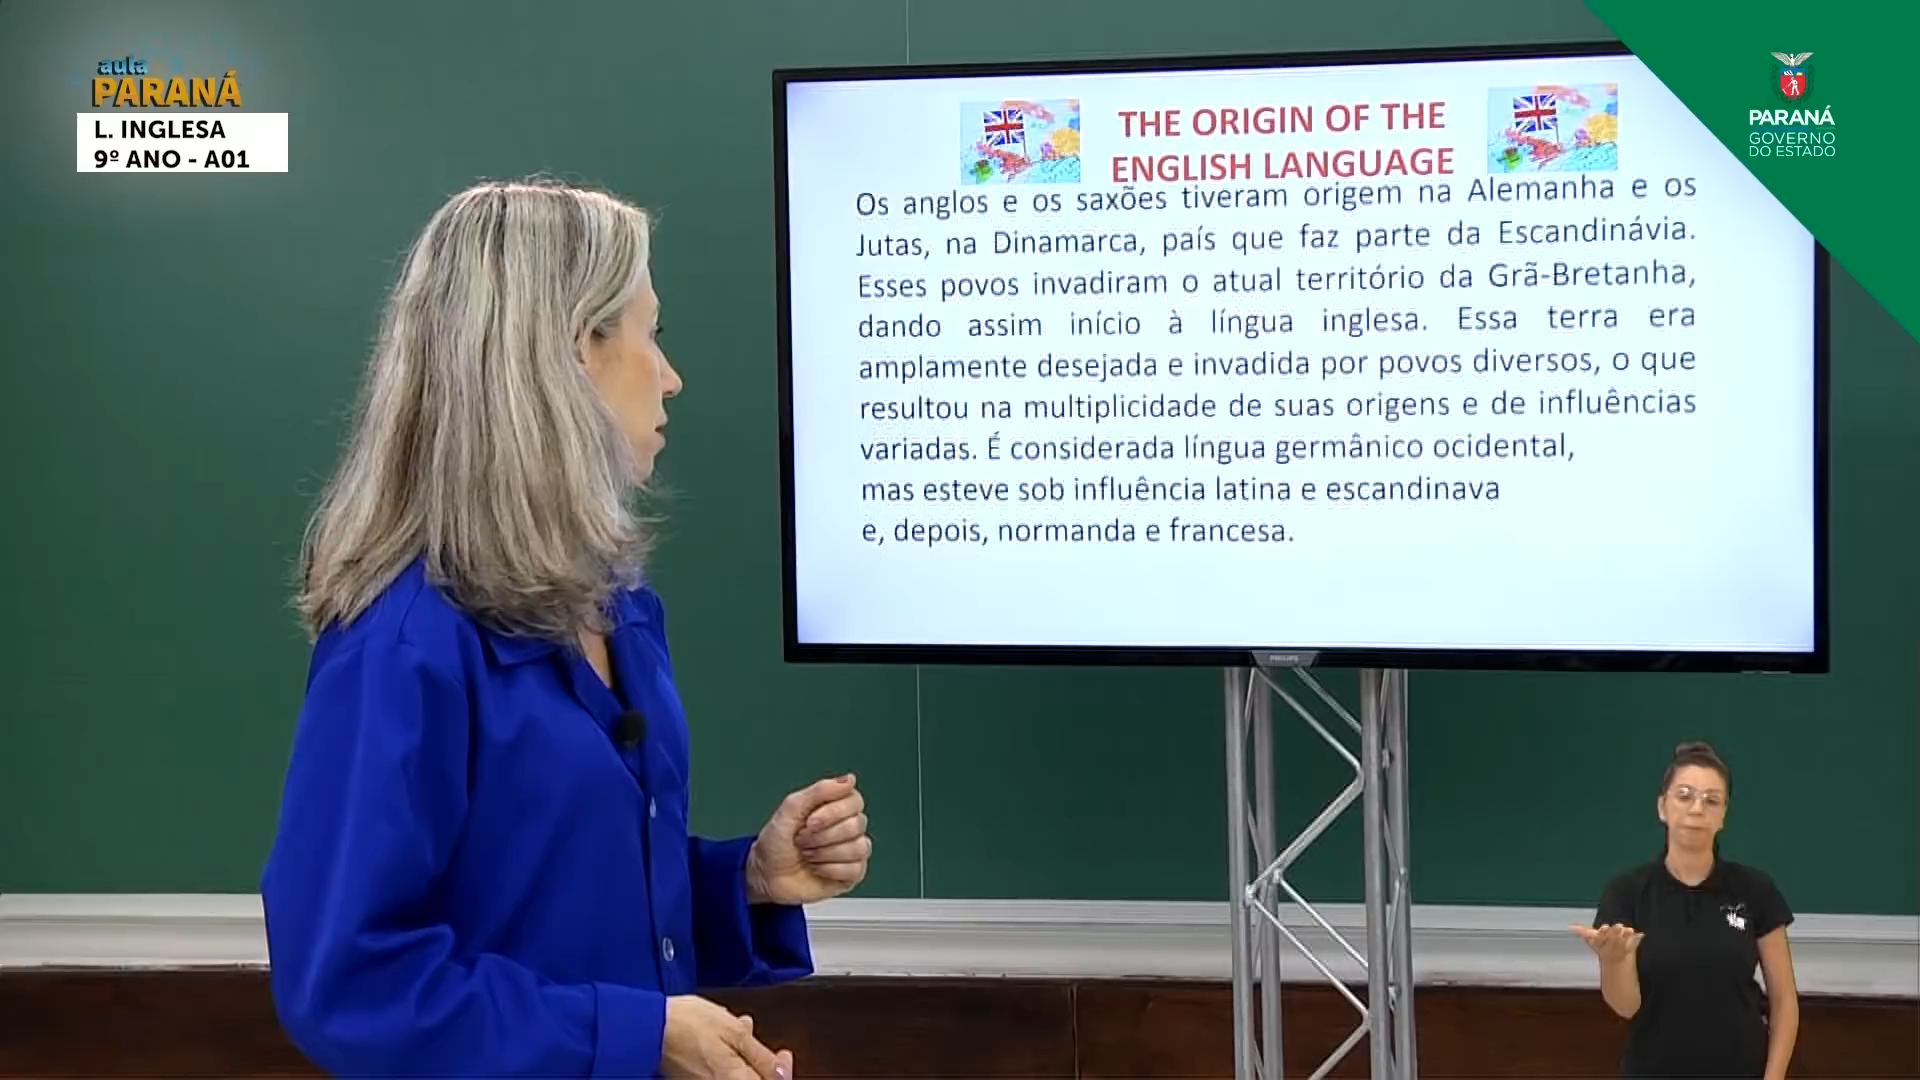 aula
PARANÁ
L. INGLESA
9º ANO - A01
THE ORIGIN OF THE
ENGLISH LANGUAGE
Os anglos e os saxões tiveram origem na Alemanha e os
Jutas, na Dinamarca, país que faz parte da Escandinávia.
Esses povos invadiram o atual território da Grã-Bretanha,
dando assim início à língua inglesa. Essa terra era
amplamente desejada e invadida por povos diversos, o que
resultou na multiplicidade de suas origens e de influências
variadas. É considerada língua germânico ocidental,
mas esteve sob influência latina e escandinava
e, depois, normanda e francesa.
PHILIPS
PARANÁ
GOVERNO
DO ESTADO